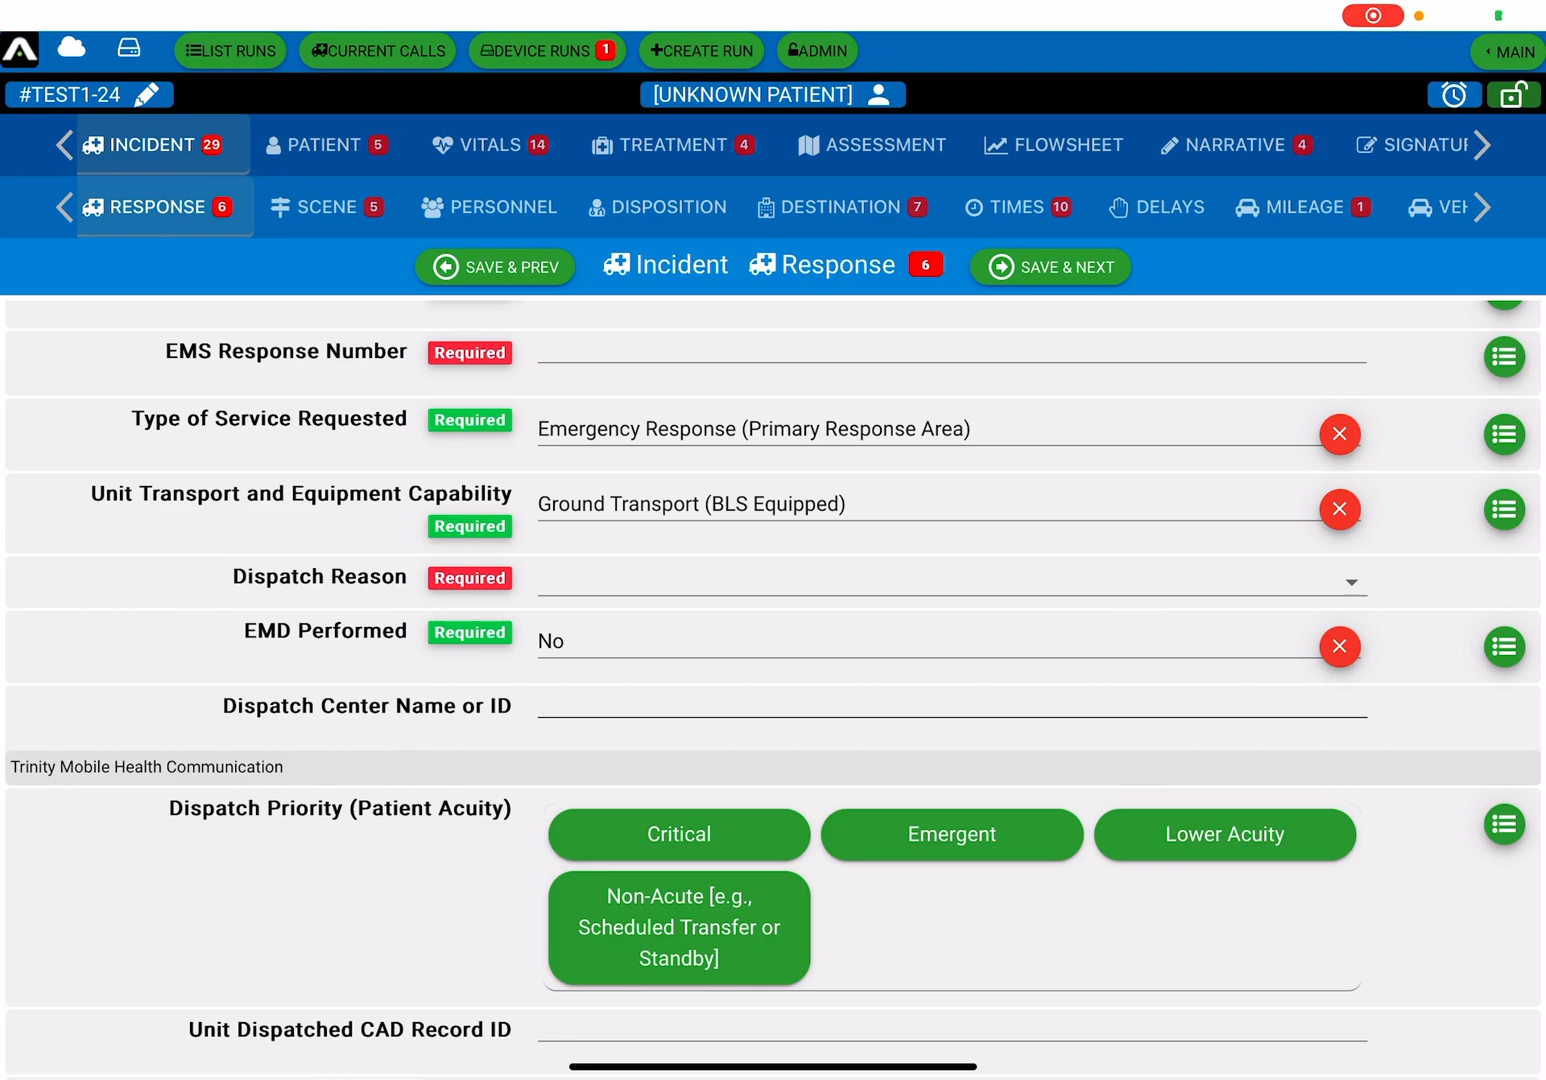 LIST RUNS
CURRENT CALLS
DEVICE RUNS 1
CREATE RUN
ADMIN
MAIN
#TEST1-24
[UNKNOWN PATIENT]
INCIDENT 29
PATIENT 5
VITALS 14
TREATMENT 4
ASSESSMENT
FLOWSHEET
NARRATIVE 4
SIGNATUR
RESPONSE 6
SCENE 5
PERSONNEL
DISPOSITION
DESTINATION 7
TIMES 10
DELAYS
MILEAGE 1
VEH
SAVE & PREV
Incident
Response 6
SAVE & NEXT
EMS Response Number Required
Type of Service Requested Required
Emergency Response (Primary Response Area)
Unit Transport and Equipment Capability
Required
Ground Transport (BLS Equipped)
Dispatch Reason Required
EMD Performed Required
No
Dispatch Center Name or ID
Trinity Mobile Health Communication
Dispatch Priority (Patient Acuity)
Critical
Emergent
Lower Acuity
Non-Acute [e.g.,
Scheduled Transfer or
Standby]
Unit Dispatched CAD Record ID